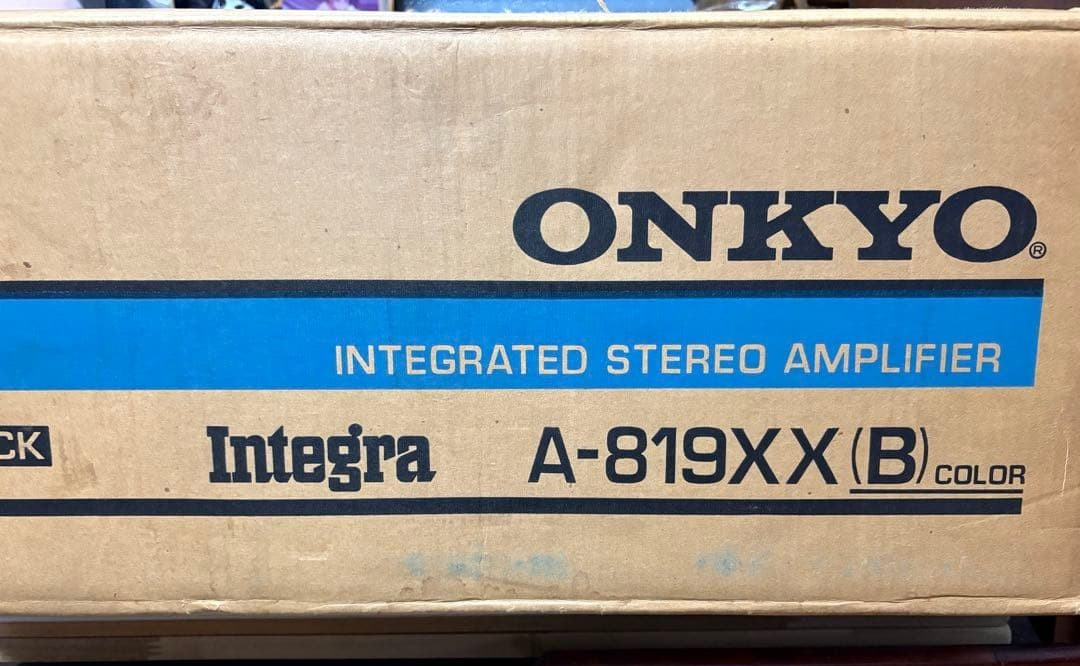 ONKYO®
INTEGRATED STEREO AMPLIFIER
CK Integra A-819XX(B)COLOR